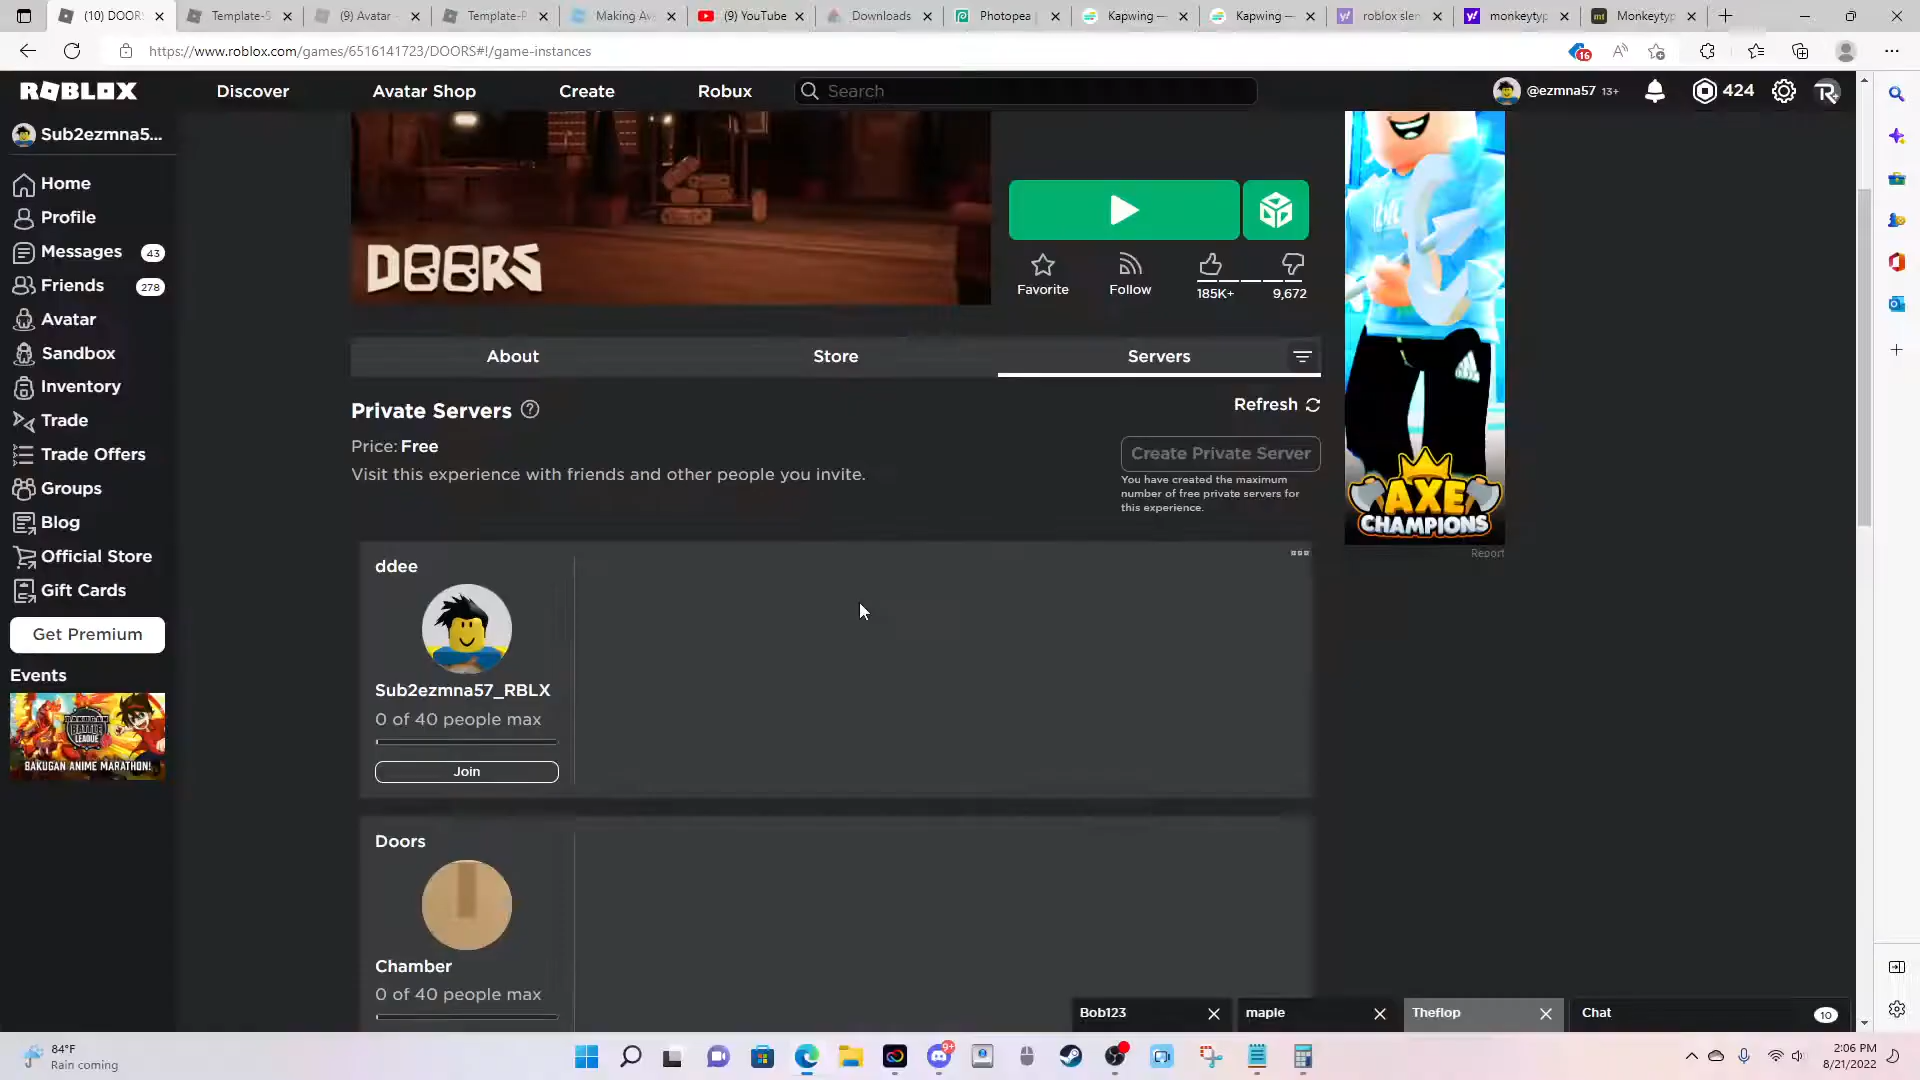 (10) DOOR
Template-S
(9) Avatar -
Template-P
Making Av
(9) YouTube
Downloads
Photopea
Kapwing —
Kapwing —
roblox sler
monkeytyp
Monkeytyp
https://www.roblox.com/games/6516141723/DOORS#!/game-instances
16
ROBLOX
Discover
Avatar Shop
Create
Robux
Search
@ezmna57 13+
424
Sub2ezmna5...
Home
Profile
Messages 43
Friends 278
Avatar
Sandbox
Inventory
Trade
Trade Offers
Groups
Blog
Official Store
Gift Cards
Get Premium
Events
BATTLE
LEAGUE
BAKUGAN ANIME MARATHON!
DOORS
Favorite
Follow
185K+
9,672
About
Store
Servers
Private Servers
Refresh
Price: Free
Visit this experience with friends and other people you invite.
Create Private Server
You have created the maximum
number of free private servers for
this experience.
ddee
Sub2ezmna57_RBLX
0 of 40 people max
Join
Doors
Chamber
0 of 40 people max
AXE
CHAMPIONS
Report
Bob123
maple
Theflop
Chat
10
84°F
Rain coming
9+
2:06 PM
8/21/2022